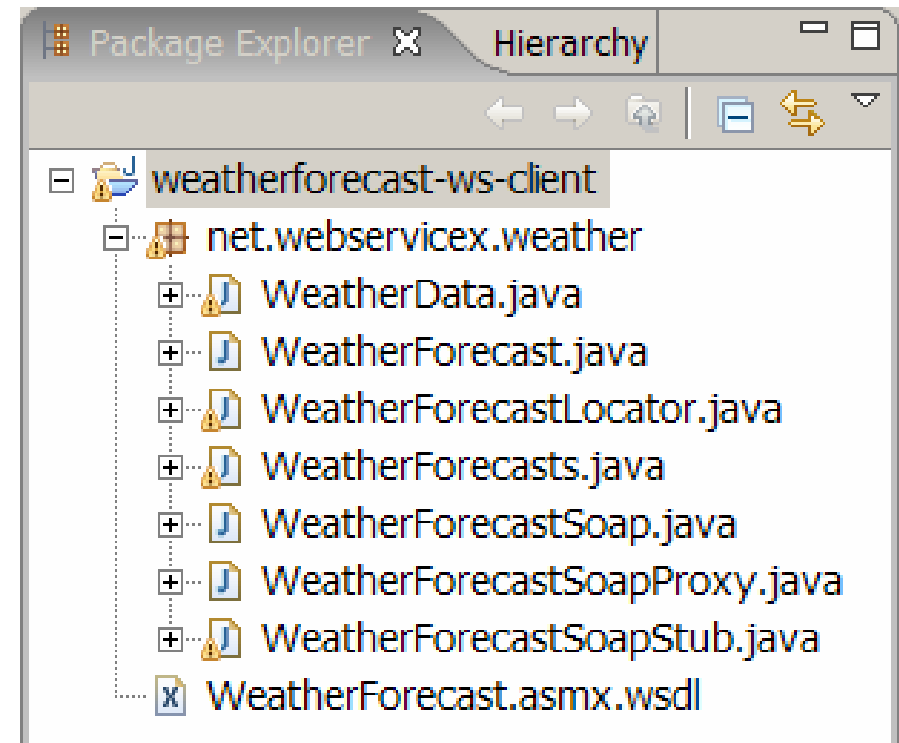 Package Explorer Hierarchy
weatherforecast-ws-client
net.webservicex.weather
WeatherData.java
WeatherForecast.java
WeatherForecastLocator.java
WeatherForecasts.java
WeatherForecastSoap.java
WeatherForecastSoapProxy.java
WeatherForecastSoapStub.java
WeatherForecast.asmx.wsdl